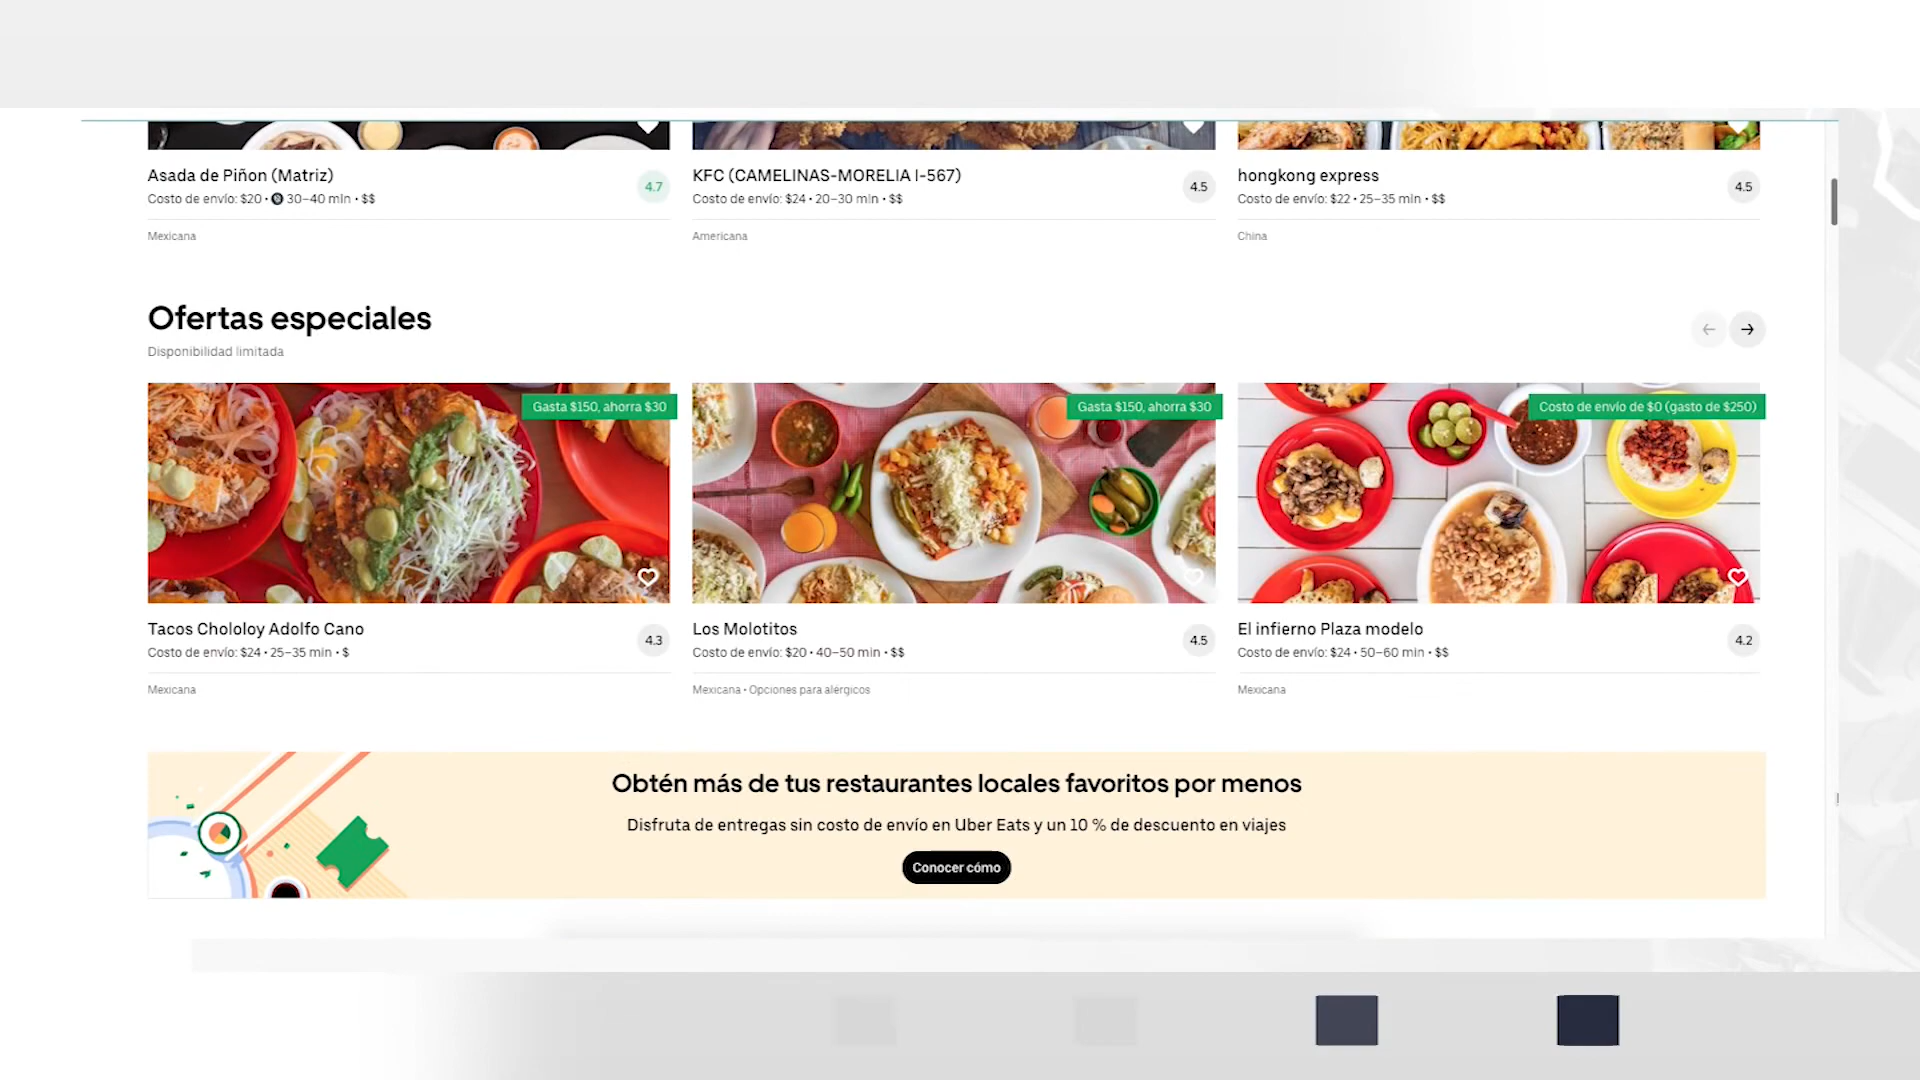 Asada de Piñon (Matriz)
4.7
Costo de envío: $20 • 30–40 min • $$
Mexicana
KFC (CAMELINAS-MORELIA I-567)
4.5
Costo de envío: $24 • 20–30 min • $$
Americana
hongkong express
4.5
Costo de envío: $22 • 25–35 min • $$
China
Ofertas especiales
Disponibilidad limitada
Gasta $150, ahorra $30
Tacos Chololoy Adolfo Cano
4.3
Costo de envío: $24 • 25–35 min • $
Mexicana
Gasta $150, ahorra $30
Los Molotitos
4.5
Costo de envío: $20 • 40–50 min • $$
Mexicana • Opciones para alérgicos
Costo de envío de $0 (gasto de $250)
El infierno Plaza modelo
4.2
Costo de envío: $24 • 50–60 min • $$
Mexicana
Obtén más de tus restaurantes locales favoritos por menos
Disfruta de entregas sin costo de envío en Uber Eats y un 10 % de descuento en viajes
Conocer cómo